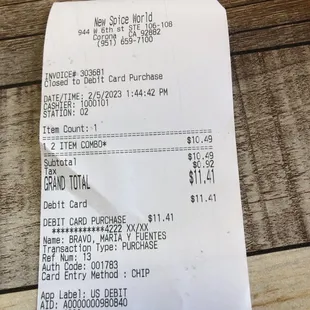 New Spice World
944 W 6th st STE 106-108
Corona , CA 92882
(951) 659-7100
INVOICE# 303681
Closed to Debit Card Purchase
DATE/TIME: 2/5/2023 1:44:42 PM
CASHIER: 1000101
STATION: 02
Item Count: 1
1 2 ITEM COMBO* $10.49
Subtotal $10.49
Tax $0.92
GRAND TOTAL $11.41
Debit Card $11.41
DEBIT CARD PURCHASE $11.41
************4222 XX/XX
Name: BRAVO, MARIA Y FUENTES
Transaction Type: PURCHASE
Ref Num: 13
Auth Code: 001783
Card Entry Method : CHIP
App Label: US DEBIT
AID: A0000000980840